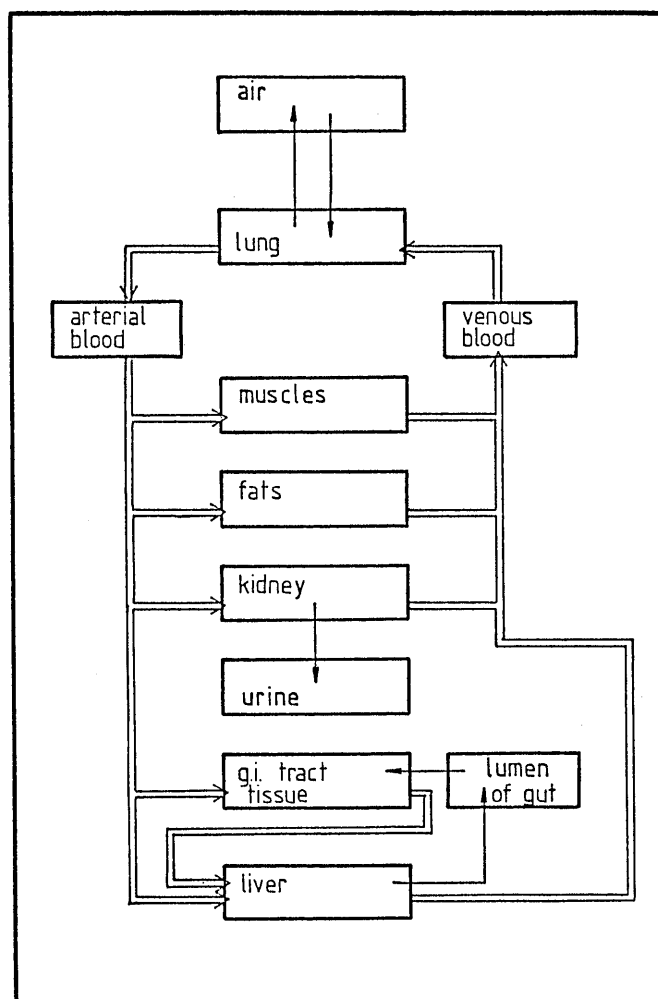 air
lung
arterial
blood
venous
blood
muscles
fats
kidney
urine
g.i. tract
tissue
lumen
of gut
liver